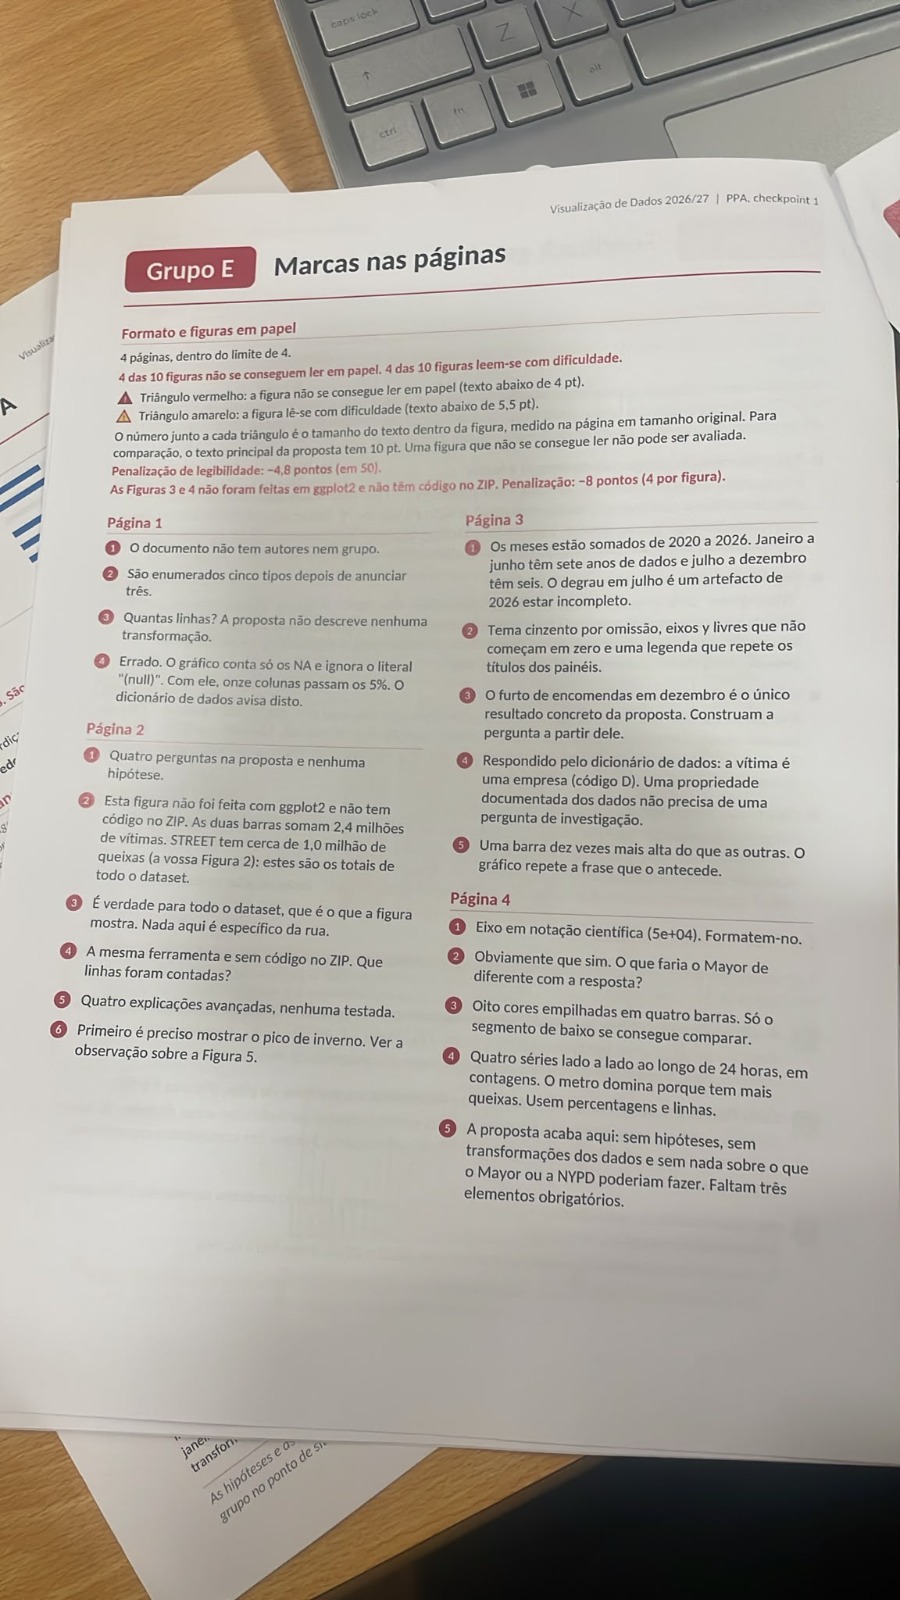 caps lock
Z
X
ctrl
fn
alt
Visualização de Dados 2026/27 | PPA. checkpoint 1
Grupo E
Marcas nas páginas
Formato e figuras em papel
4 páginas, dentro do limite de 4.
4 das 10 figuras não se conseguem ler em papel. 4 das 10 figuras leem-se com dificuldade.
Triângulo vermelho: a figura não se consegue ler em papel (texto abaixo de 4 pt).
Triângulo amarelo: a figura lê-se com dificuldade (texto abaixo de 5,5 pt).
O número junto a cada triângulo é o tamanho do texto dentro da figura, medido na página em tamanho original. Para
comparação, o texto principal da proposta tem 10 pt. Uma figura que não se consegue ler não pode ser avaliada.
Penalização de legibilidade: −4,8 pontos (em 50).
As Figuras 3 e 4 não foram feitas em ggplot2 e não têm código no ZIP. Penalização: −8 pontos (4 por figura).
Página 1
1 O documento não tem autores nem grupo.
2 São enumerados cinco tipos depois de anunciar
três.
3 Quantas linhas? A proposta não descreve nenhuma
transformação.
4 Errado. O gráfico conta só os NA e ignora o literal
"(null)". Com ele, onze colunas passam os 5%. O
dicionário de dados avisa disto.
Página 2
1 Quatro perguntas na proposta e nenhuma
hipótese.
2 Esta figura não foi feita com ggplot2 e não tem
código no ZIP. As duas barras somam 2,4 milhões
de vítimas. STREET tem cerca de 1,0 milhão de
queixas (a vossa Figura 2): estes são os totais de
todo o dataset.
3 É verdade para todo o dataset, que é o que a figura
mostra. Nada aqui é específico da rua.
4 A mesma ferramenta e sem código no ZIP. Que
linhas foram contadas?
5 Quatro explicações avançadas, nenhuma testada.
6 Primeiro é preciso mostrar o pico de inverno. Ver a
observação sobre a Figura 5.
Página 3
1 Os meses estão somados de 2020 a 2026. Janeiro a
junho têm sete anos de dados e julho a dezembro
têm seis. O degrau em julho é um artefacto de
2026 estar incompleto.
2 Tema cinzento por omissão, eixos y livres que não
começam em zero e uma legenda que repete os
títulos dos painéis.
3 O furto de encomendas em dezembro é o único
resultado concreto da proposta. Construam a
pergunta a partir dele.
4 Respondido pelo dicionário de dados: a vítima é
uma empresa (código D). Uma propriedade
documentada dos dados não precisa de uma
pergunta de investigação.
5 Uma barra dez vezes mais alta do que as outras. O
gráfico repete a frase que o antecede.
Página 4
1 Eixo em notação científica (5e+04). Formatem-no.
2 Obviamente que sim. O que faria o Mayor de
diferente com a resposta?
3 Oito cores empilhadas em quatro barras. Só o
segmento de baixo se consegue comparar.
4 Quatro séries lado a lado ao longo de 24 horas, em
contagens. O metro domina porque tem mais
queixas. Usem percentagens e linhas.
5 A proposta acaba aqui: sem hipóteses, sem
transformações dos dados e sem nada sobre o que
o Mayor ou a NYPD poderiam fazer. Faltam três
elementos obrigatórios.
As hipóteses e
grupo no ponto de